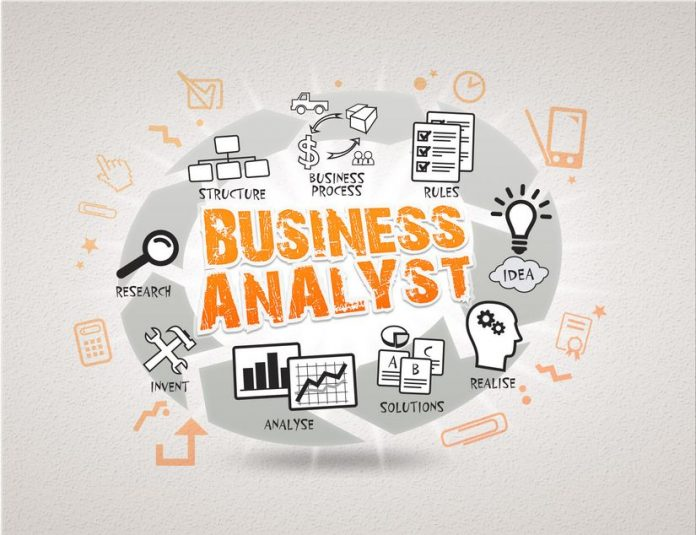 STRUCTURE
BUSINESS
PROCESS
RULES
BUSINESS
ANALYST
IDEA
RESEARCH
REALISE
INVENT
A
B
C
SOLUTIONS
ANALYSE
$